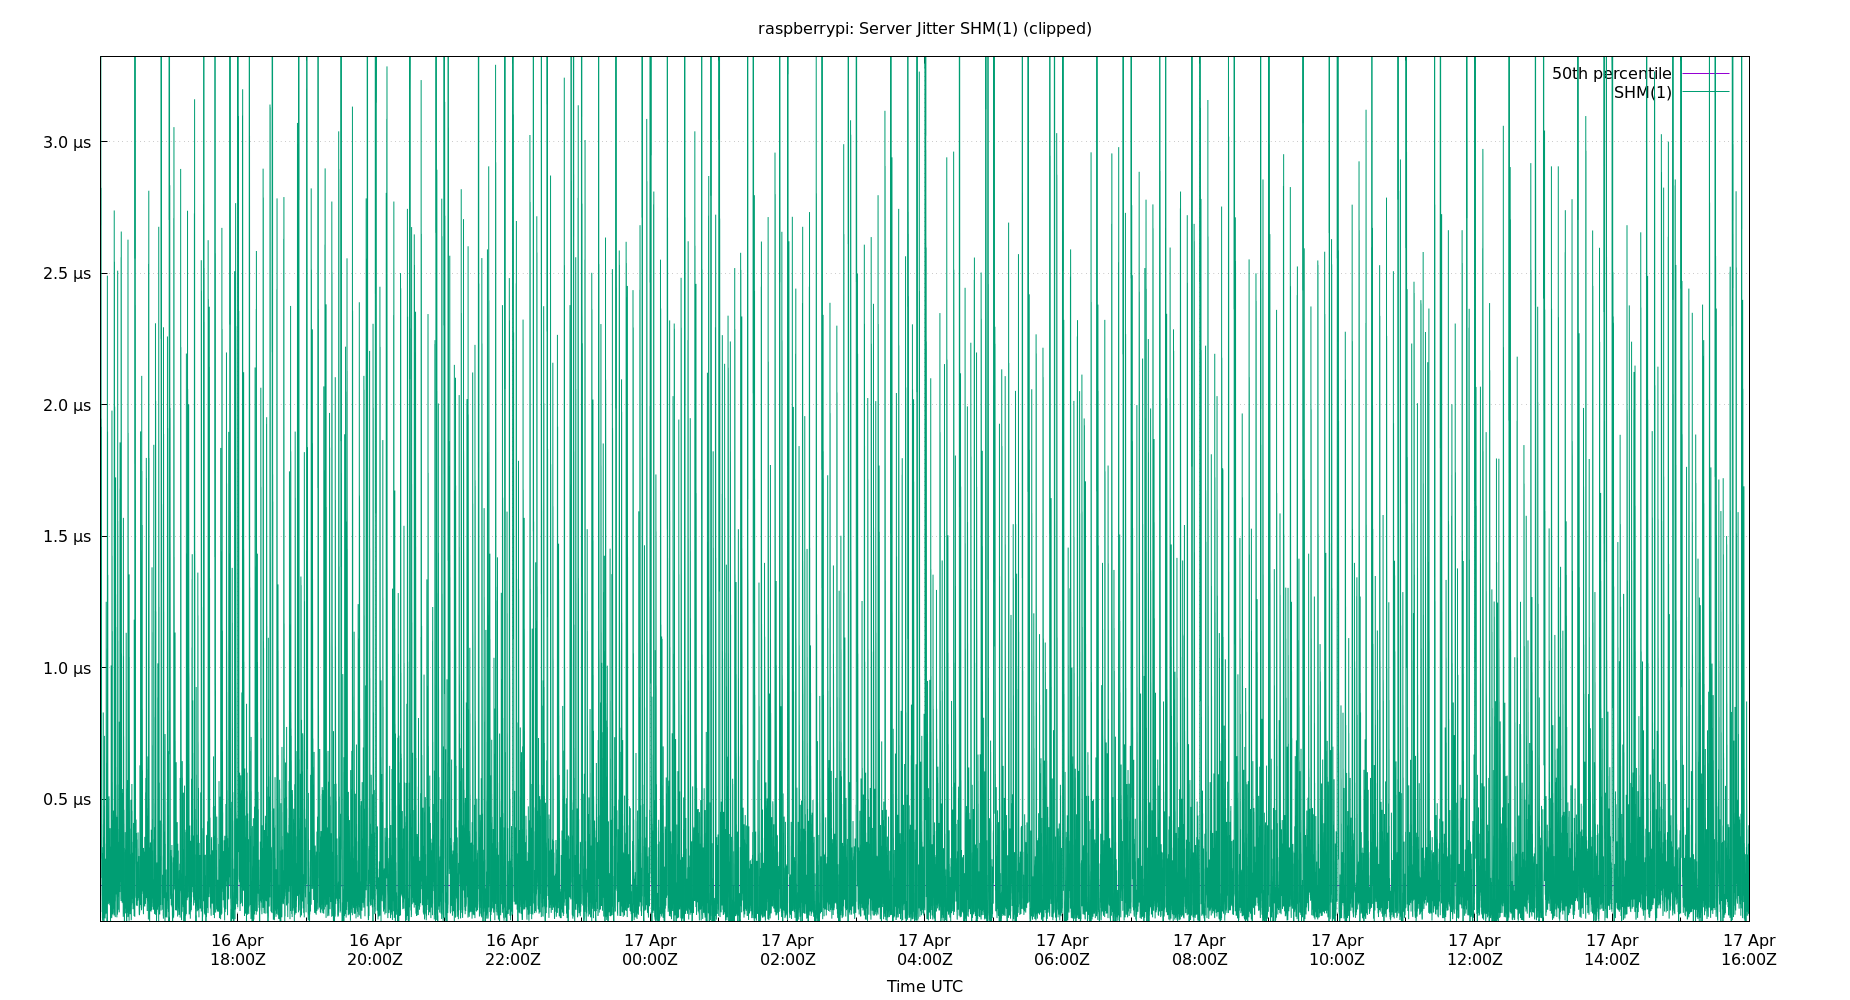 raspberrypi: Server Jitter SHM(1) (clipped)
50th percentile
SHM(1)
3.0 µs
2.5 µs
2.0 µs
1.5 µs
1.0 µs
0.5 µs
16 Apr 16 Apr 16 Apr 17 Apr 17 Apr 17 Apr 17 Apr 17 Apr 17 Apr 17 Apr 17 Apr 17 Apr
18:00Z 20:00Z 22:00Z 00:00Z 02:00Z 04:00Z 06:00Z 08:00Z 10:00Z 12:00Z 14:00Z 16:00Z
Time UTC